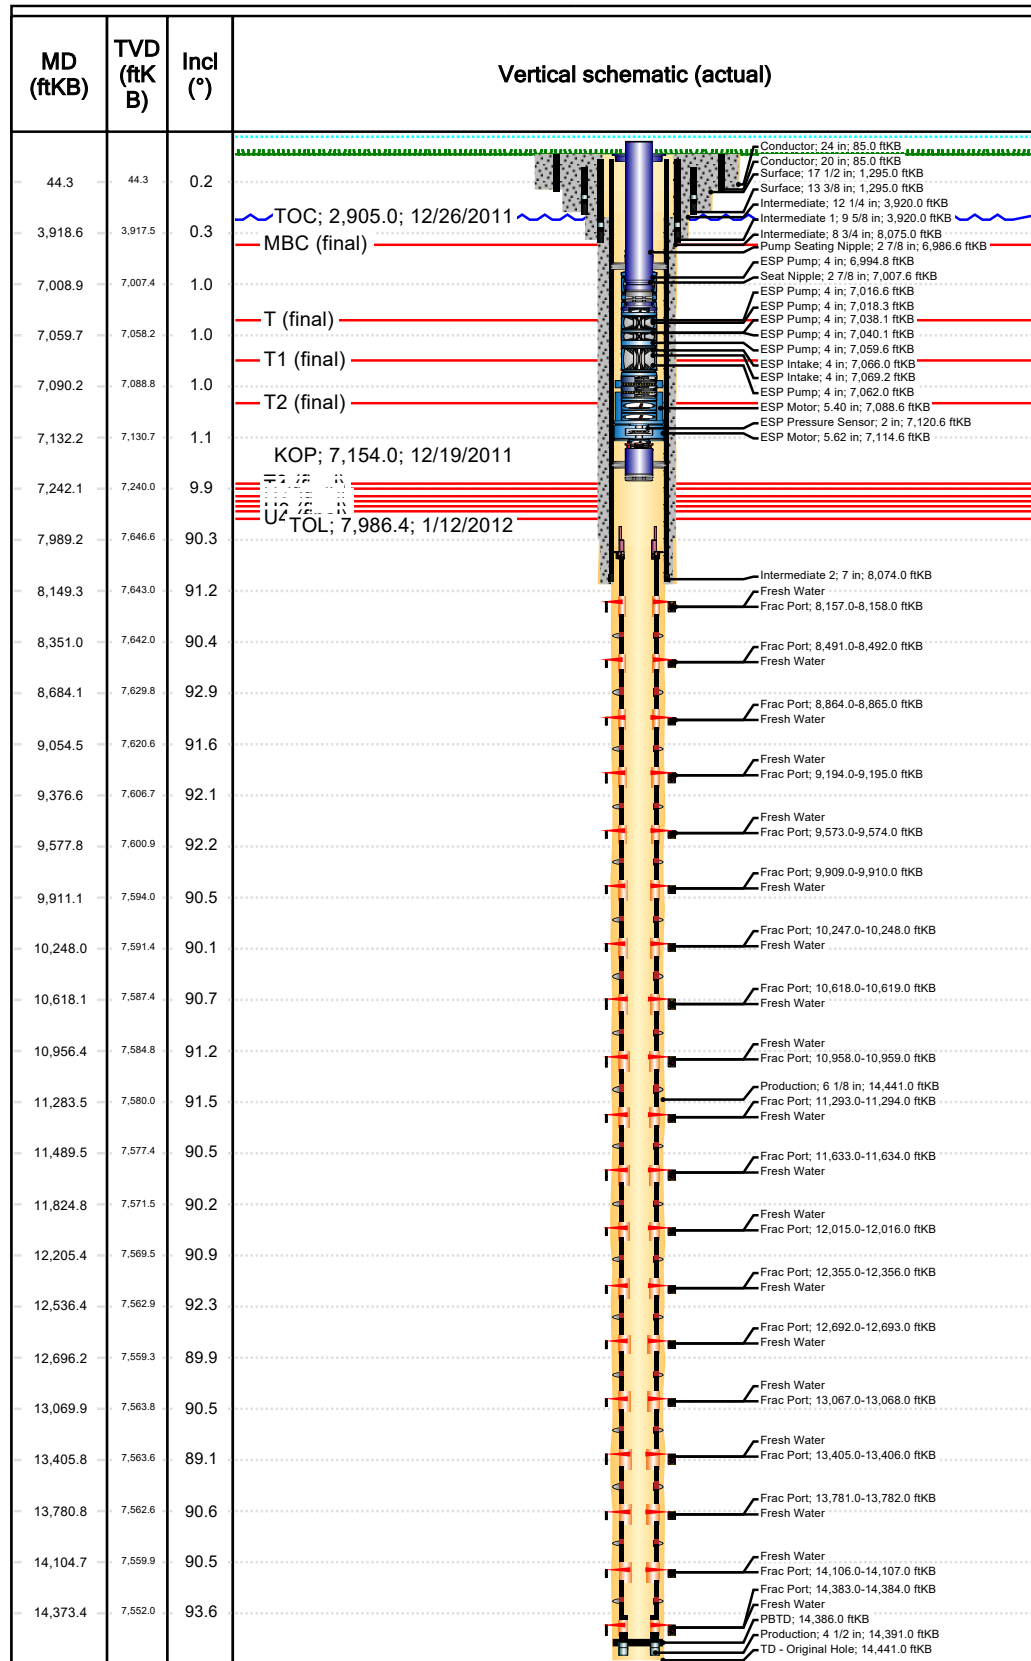 MD (ftKB)
TVD (ftK B)
Incl (°)
Vertical schematic (actual)
44.3 44.3 0.2
3,918.6 3,917.5 0.3
7,008.9 7,007.4 1.0
7,059.7 7,058.2 1.0
7,090.2 7,088.8 1.0
7,132.2 7,130.7 1.1
7,242.1 7,240.0 9.9
7,989.2 7,646.6 90.3
8,149.3 7,643.0 91.2
8,351.0 7,642.0 90.4
8,684.1 7,629.8 92.9
9,054.5 7,620.6 91.6
9,376.6 7,606.7 92.1
9,577.8 7,600.9 92.2
9,911.1 7,594.0 90.5
10,248.0 7,591.4 90.1
10,618.1 7,587.4 90.7
10,956.4 7,584.8 91.2
11,283.5 7,580.0 91.5
11,489.5 7,577.4 90.5
11,824.8 7,571.5 90.2
12,205.4 7,569.5 90.9
12,536.4 7,562.9 92.3
12,696.2 7,559.3 89.9
13,069.9 7,563.8 90.5
13,405.8 7,563.6 89.1
13,780.8 7,562.6 90.6
14,104.7 7,559.9 90.5
14,373.4 7,552.0 93.6
TOC; 2,905.0; 12/26/2011
MBC (final)
T (final)
T1 (final)
T2 (final)
KOP; 7,154.0; 12/19/2011
TOL; 7,986.4; 1/12/2012
Conductor; 24 in; 85.0 ftKB
Conductor; 20 in; 85.0 ftKB
Surface; 17 1/2 in; 1,295.0 ftKB
Surface; 13 3/8 in; 1,295.0 ftKB
Intermediate; 12 1/4 in; 3,920.0 ftKB
Intermediate 1; 9 5/8 in; 3,920.0 ftKB
Intermediate; 8 3/4 in; 8,075.0 ftKB
Pump Seating Nipple; 2 7/8 in; 6,986.6 ftKB
ESP Pump; 4 in; 6,994.8 ftKB
Seat Nipple; 2 7/8 in; 7,007.6 ftKB
ESP Pump; 4 in; 7,016.6 ftKB
ESP Pump; 4 in; 7,018.3 ftKB
ESP Pump; 4 in; 7,038.1 ftKB
ESP Pump; 4 in; 7,040.1 ftKB
ESP Pump; 4 in; 7,059.6 ftKB
ESP Intake; 4 in; 7,066.0 ftKB
ESP Intake; 4 in; 7,069.2 ftKB
ESP Pump; 4 in; 7,062.0 ftKB
ESP Motor; 5.40 in; 7,088.6 ftKB
ESP Pressure Sensor; 2 in; 7,120.6 ftKB
ESP Motor; 5.62 in; 7,114.6 ftKB
Intermediate 2; 7 in; 8,074.0 ftKB
Fresh Water
Frac Port; 8,157.0-8,158.0 ftKB
Frac Port; 8,491.0-8,492.0 ftKB
Fresh Water
Frac Port; 8,864.0-8,865.0 ftKB
Fresh Water
Fresh Water
Frac Port; 9,194.0-9,195.0 ftKB
Fresh Water
Frac Port; 9,573.0-9,574.0 ftKB
Frac Port; 9,909.0-9,910.0 ftKB
Fresh Water
Frac Port; 10,247.0-10,248.0 ftKB
Fresh Water
Frac Port; 10,618.0-10,619.0 ftKB
Fresh Water
Fresh Water
Frac Port; 10,958.0-10,959.0 ftKB
Production; 6 1/8 in; 14,441.0 ftKB
Frac Port; 11,293.0-11,294.0 ftKB
Fresh Water
Frac Port; 11,633.0-11,634.0 ftKB
Fresh Water
Fresh Water
Frac Port; 12,015.0-12,016.0 ftKB
Frac Port; 12,355.0-12,356.0 ftKB
Fresh Water
Frac Port; 12,692.0-12,693.0 ftKB
Fresh Water
Fresh Water
Frac Port; 13,067.0-13,068.0 ftKB
Fresh Water
Frac Port; 13,405.0-13,406.0 ftKB
Frac Port; 13,781.0-13,782.0 ftKB
Fresh Water
Fresh Water
Frac Port; 14,106.0-14,107.0 ftKB
Frac Port; 14,383.0-14,384.0 ftKB
Fresh Water
PBTD; 14,386.0 ftKB
Production; 4 1/2 in; 14,391.0 ftKB
TD - Original Hole; 14,441.0 ftKB